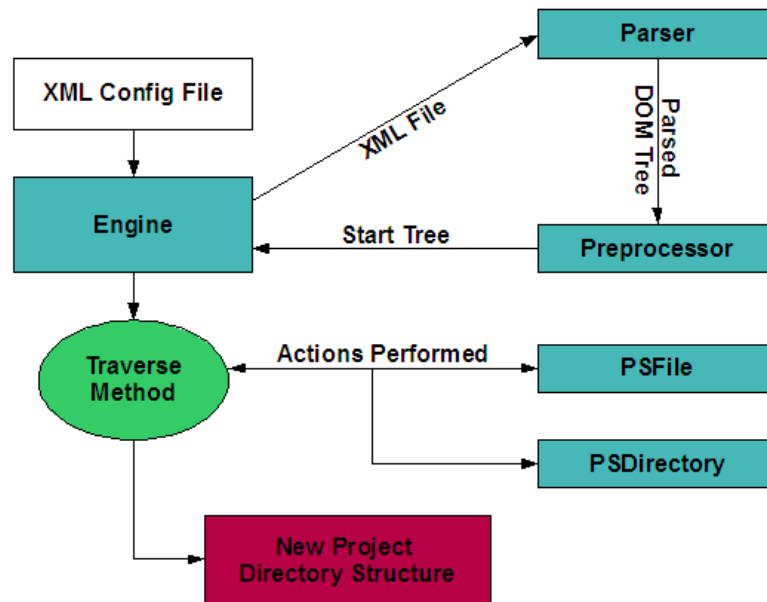 Parser
XML Config File
XML File
Parsed
DOM Tree
Engine
Start Tree
Preprocessor
Traverse
Method
Actions Performed
PSFile
PSDirectory
New Project
Directory Structure